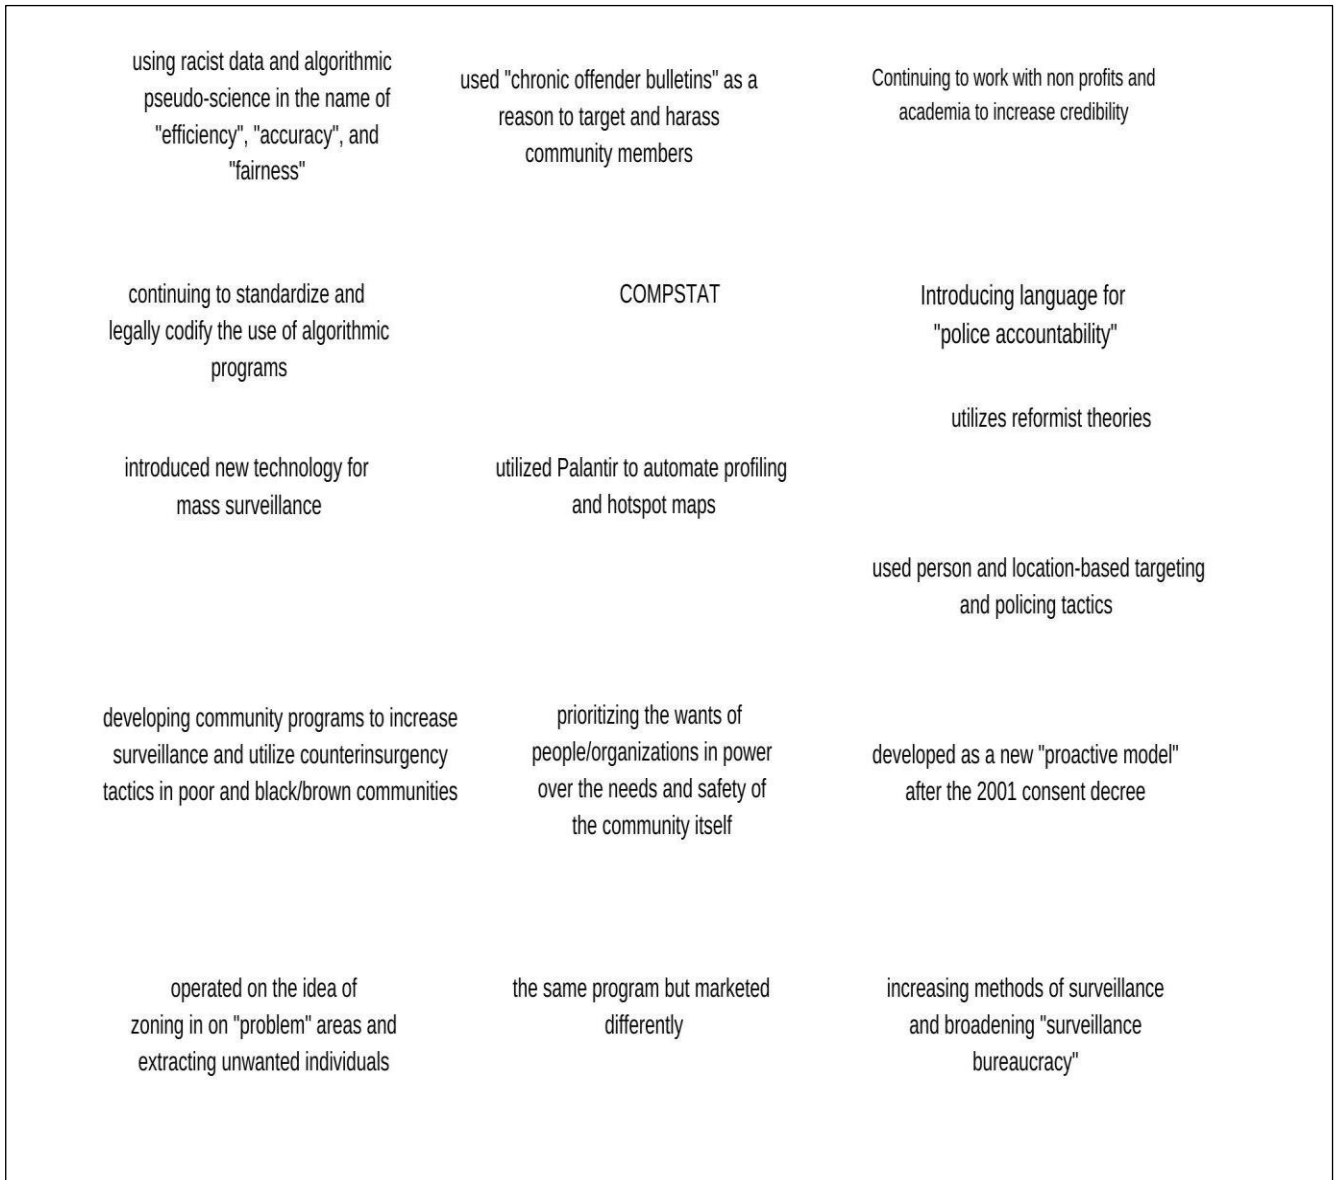 using racist data and algorithmic
pseudo-science in the name of
"efficiency", "accuracy", and
"fairness"
used "chronic offender bulletins" as a
reason to target and harass
community members
Continuing to work with non profits and
academia to increase credibility
continuing to standardize and
legally codify the use of algorithmic
programs
COMPSTAT
Introducing language for
"police accountability"
utilizes reformist theories
introduced new technology for
mass surveillance
utilized Palantir to automate profiling
and hotspot maps
used person and location-based targeting
and policing tactics
developing community programs to increase
surveillance and utilize counterinsurgency
tactics in poor and black/brown communities
prioritizing the wants of
people/organizations in power
over the needs and safety of
the community itself
developed as a new "proactive model"
after the 2001 consent decree
operated on the idea of
zoning in on "problem" areas and
extracting unwanted individuals
the same program but marketed
differently
increasing methods of surveillance
and broadening "surveillance
bureaucracy"